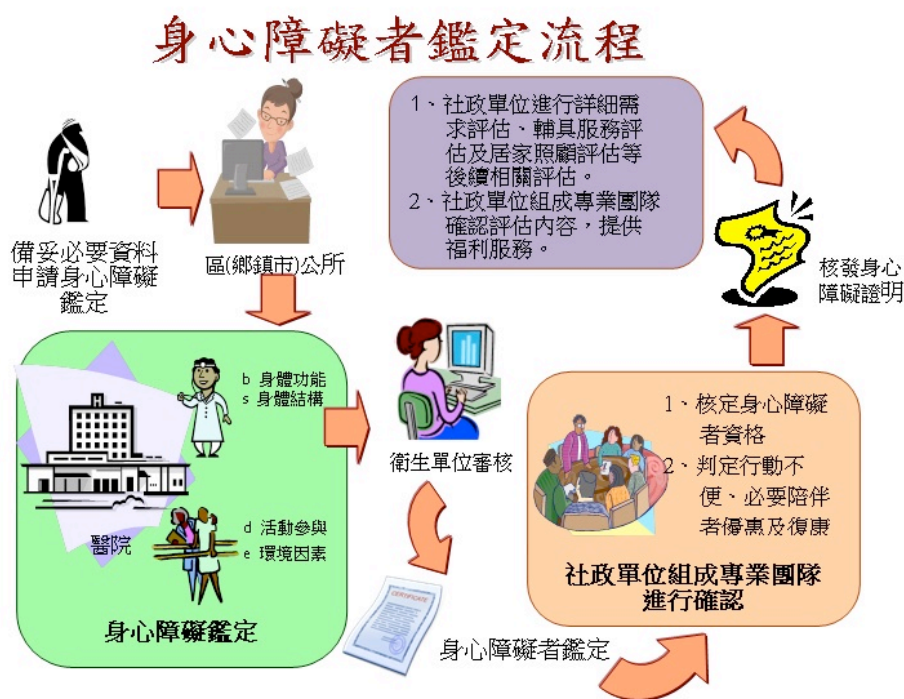 身心障礙者鑑定流程
備妥必要資料
申請身心障礙
鑑定
區(鄉鎮市)公所
b 身體功能
s 身體結構
d 活動參與
e 環境因素
醫院
身心障礙鑑定
衛生單位審核
CERTIFICATE
身心障礙者鑑定
1、核定身心障礙
者資格
2、判定行動不
便、必要陪伴
者優惠及復康
社政單位組成專業團隊
進行確認
核發身心
障礙證明
1、社政單位進行詳細需
求評估、輔具服務評
估及居家照顧評估等
後續相關評估。
2、社政單位組成專業團隊
確認評估內容，提供
福利服務。